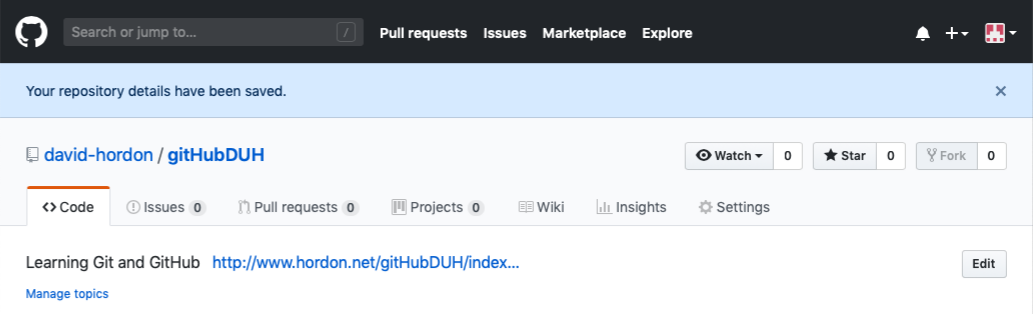 Search or jump to... / Pull requests Issues Marketplace Explore
Your repository details have been saved.
david-hordon / gitHubDUH Watch 0 Star 0 Fork 0
Code Issues 0 Pull requests 0 Projects 0 Wiki Insights Settings
Learning Git and GitHub http://www.hordon.net/gitHubDUH/index... Edit
Manage topics